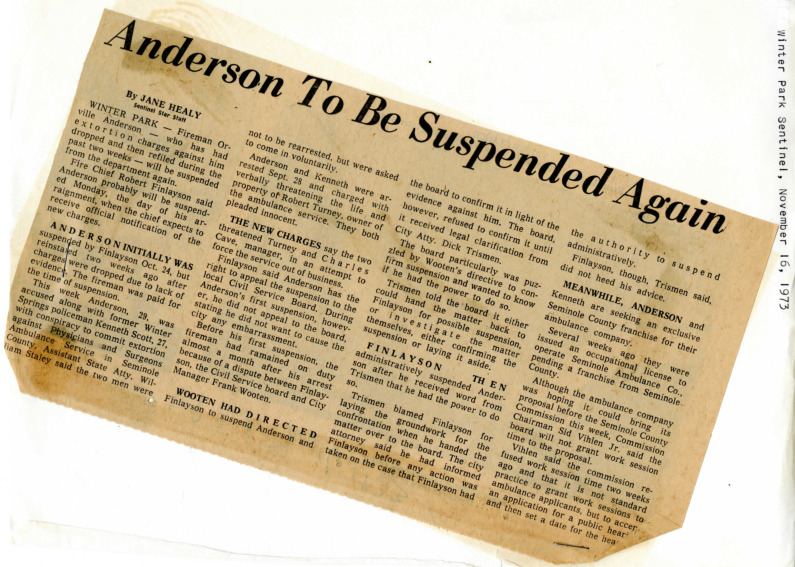 Anderson To Be Suspended Again
By JANE HEALY
Sentinel Star Staff
WINTER PARK — Fireman Or-
ville Anderson — who has had
extortion charges against him
dropped and then refiled during the
past two weeks — will be suspended
from the department again.
Fire Chief Robert Finlayson said
Anderson probably will be suspend-
ed Monday, the day of his ar-
raignment, when the chief expects to
receive official notification of the
new charges.
ANDERSON INITIALLY WAS
suspended by Finlayson Oct. 24, but
reinstated two weeks ago after
charges were dropped due to lack of
evidence. The fireman was paid for
the time of suspension.
This week Anderson, 29, was
accused along with former Winter
Springs policeman Kenneth Scott, 27,
with conspiracy to commit extortion
against Physicians and Surgeons
Ambulance Service in Seminole
County. Assistant State Atty. Wil-
iam Staley said the two men were
not to be rearrested, but were asked
to come in voluntarily.
Anderson and Kenneth were ar-
rested Sept. 28 and charged with
verbally threatening the life and
property of Robert Turney, owner of
the ambulance service. They both
pleaded innocent.
THE NEW CHARGES say the two
threatened Turney and Charles
Cave, manager, in an attempt to
force the service out of business.
Finlayson said Anderson has the
right to appeal the suspension to the
local Civil Service Board. During
Anderson's first suspension, howev-
er, he did not appeal to the board,
stating he did not want to cause the
city any embarrassment.
Before his first suspension, the
fireman had ramained on duty
almost a month after his arrest
because of a dispute between Finlay-
son, the Civil Service board and City
Manager Frank Wooten.
WOOTEN HAD DIRECTED
Finlayson to suspend Anderson and
the board to confirm it in light of the
evidence against him. The board,
however, refused to confirm it until
it received legal clarification from
City Atty. Dick Trismen.
The board particularly was puz-
zled by Wooten's directive to con-
firm suspension and wanted to know
if he had the power to do so.
Trismen told the board it either
could hand the matter back to
Finlayson for possible suspension,
or investigate the matter
themselves, either confirming the
suspension or laying it aside.
FINLAYSON THEN
administratively suspended Ander-
son after he received word from
Trismen that he had the power to do
so.
Trismen blamed Finlayson for
laying the groundwork for the
confrontation when he handed the
matter over to the board. The city
attorney said he had informed
Finlayson before any action was
taken on the case that Finlayson had
the authority to suspend
administratively.
Finlayson, though, Trismen said,
did not heed his advice.
MEANWHILE, ANDERSON and
Kenneth are seeking an exclusive
Seminole County franchise for their
ambulance company.
Several weeks ago they were
issued an occupational license to
operate Seminole Ambulance Co.,
pending a franchise from Seminole
County.
Although the ambulance company
was hoping it could bring its
proposal before the Seminole County
Commission this week, Commission
Chairman Sid Vihlen Jr. said the
board will not grant work session
time to the proposal.
Vihlen said the commission re-
fused work session time two weeks
ago and that it is not standard
practice to grant work sessions to
ambulance applicants, but to accep
an application for a public hear
and then set a date for the hea
Winter Park Sentinel, November 16, 1973